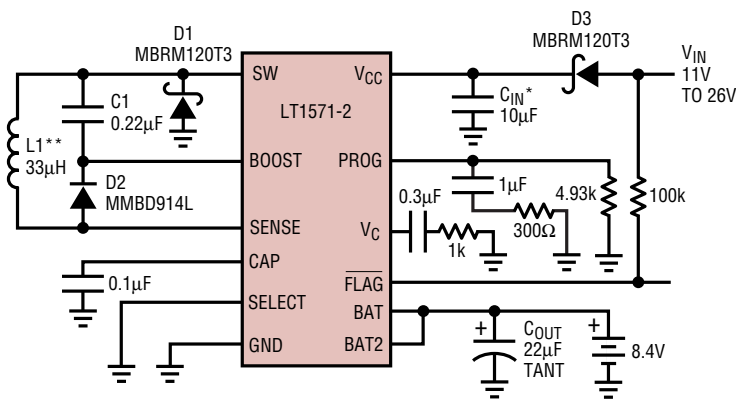 D1
MBRM120T3
D3
MBRM120T3
V_IN
11V
TO 26V
SW
V_CC
LT1571-2
C1
0.22µF
C_IN*
10µF
L1**
33µH
BOOST
PROG
D2
MMBD914L
1µF
4.93k
100k
0.3µF
300Ω
SENSE
V_C
1k
CAP
0.1µF
FLAG
SELECT
BAT
GND
BAT2
+
C_OUT
22µF
TANT
+
8.4V